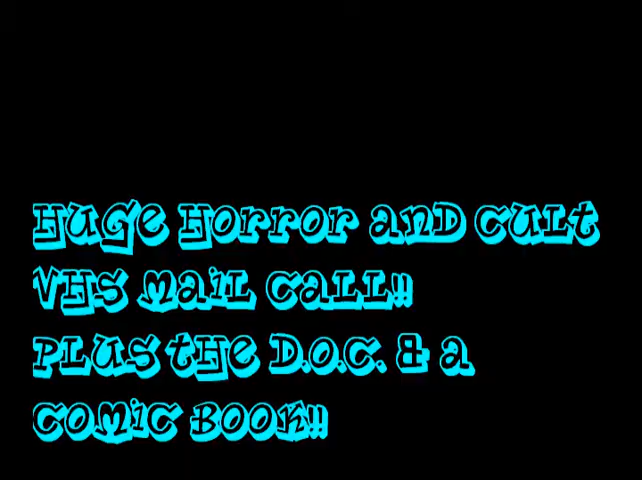 Huge Horror and Cult
VHS Mail Call!!
Plus the D.O.C. & a
Comic Book!!